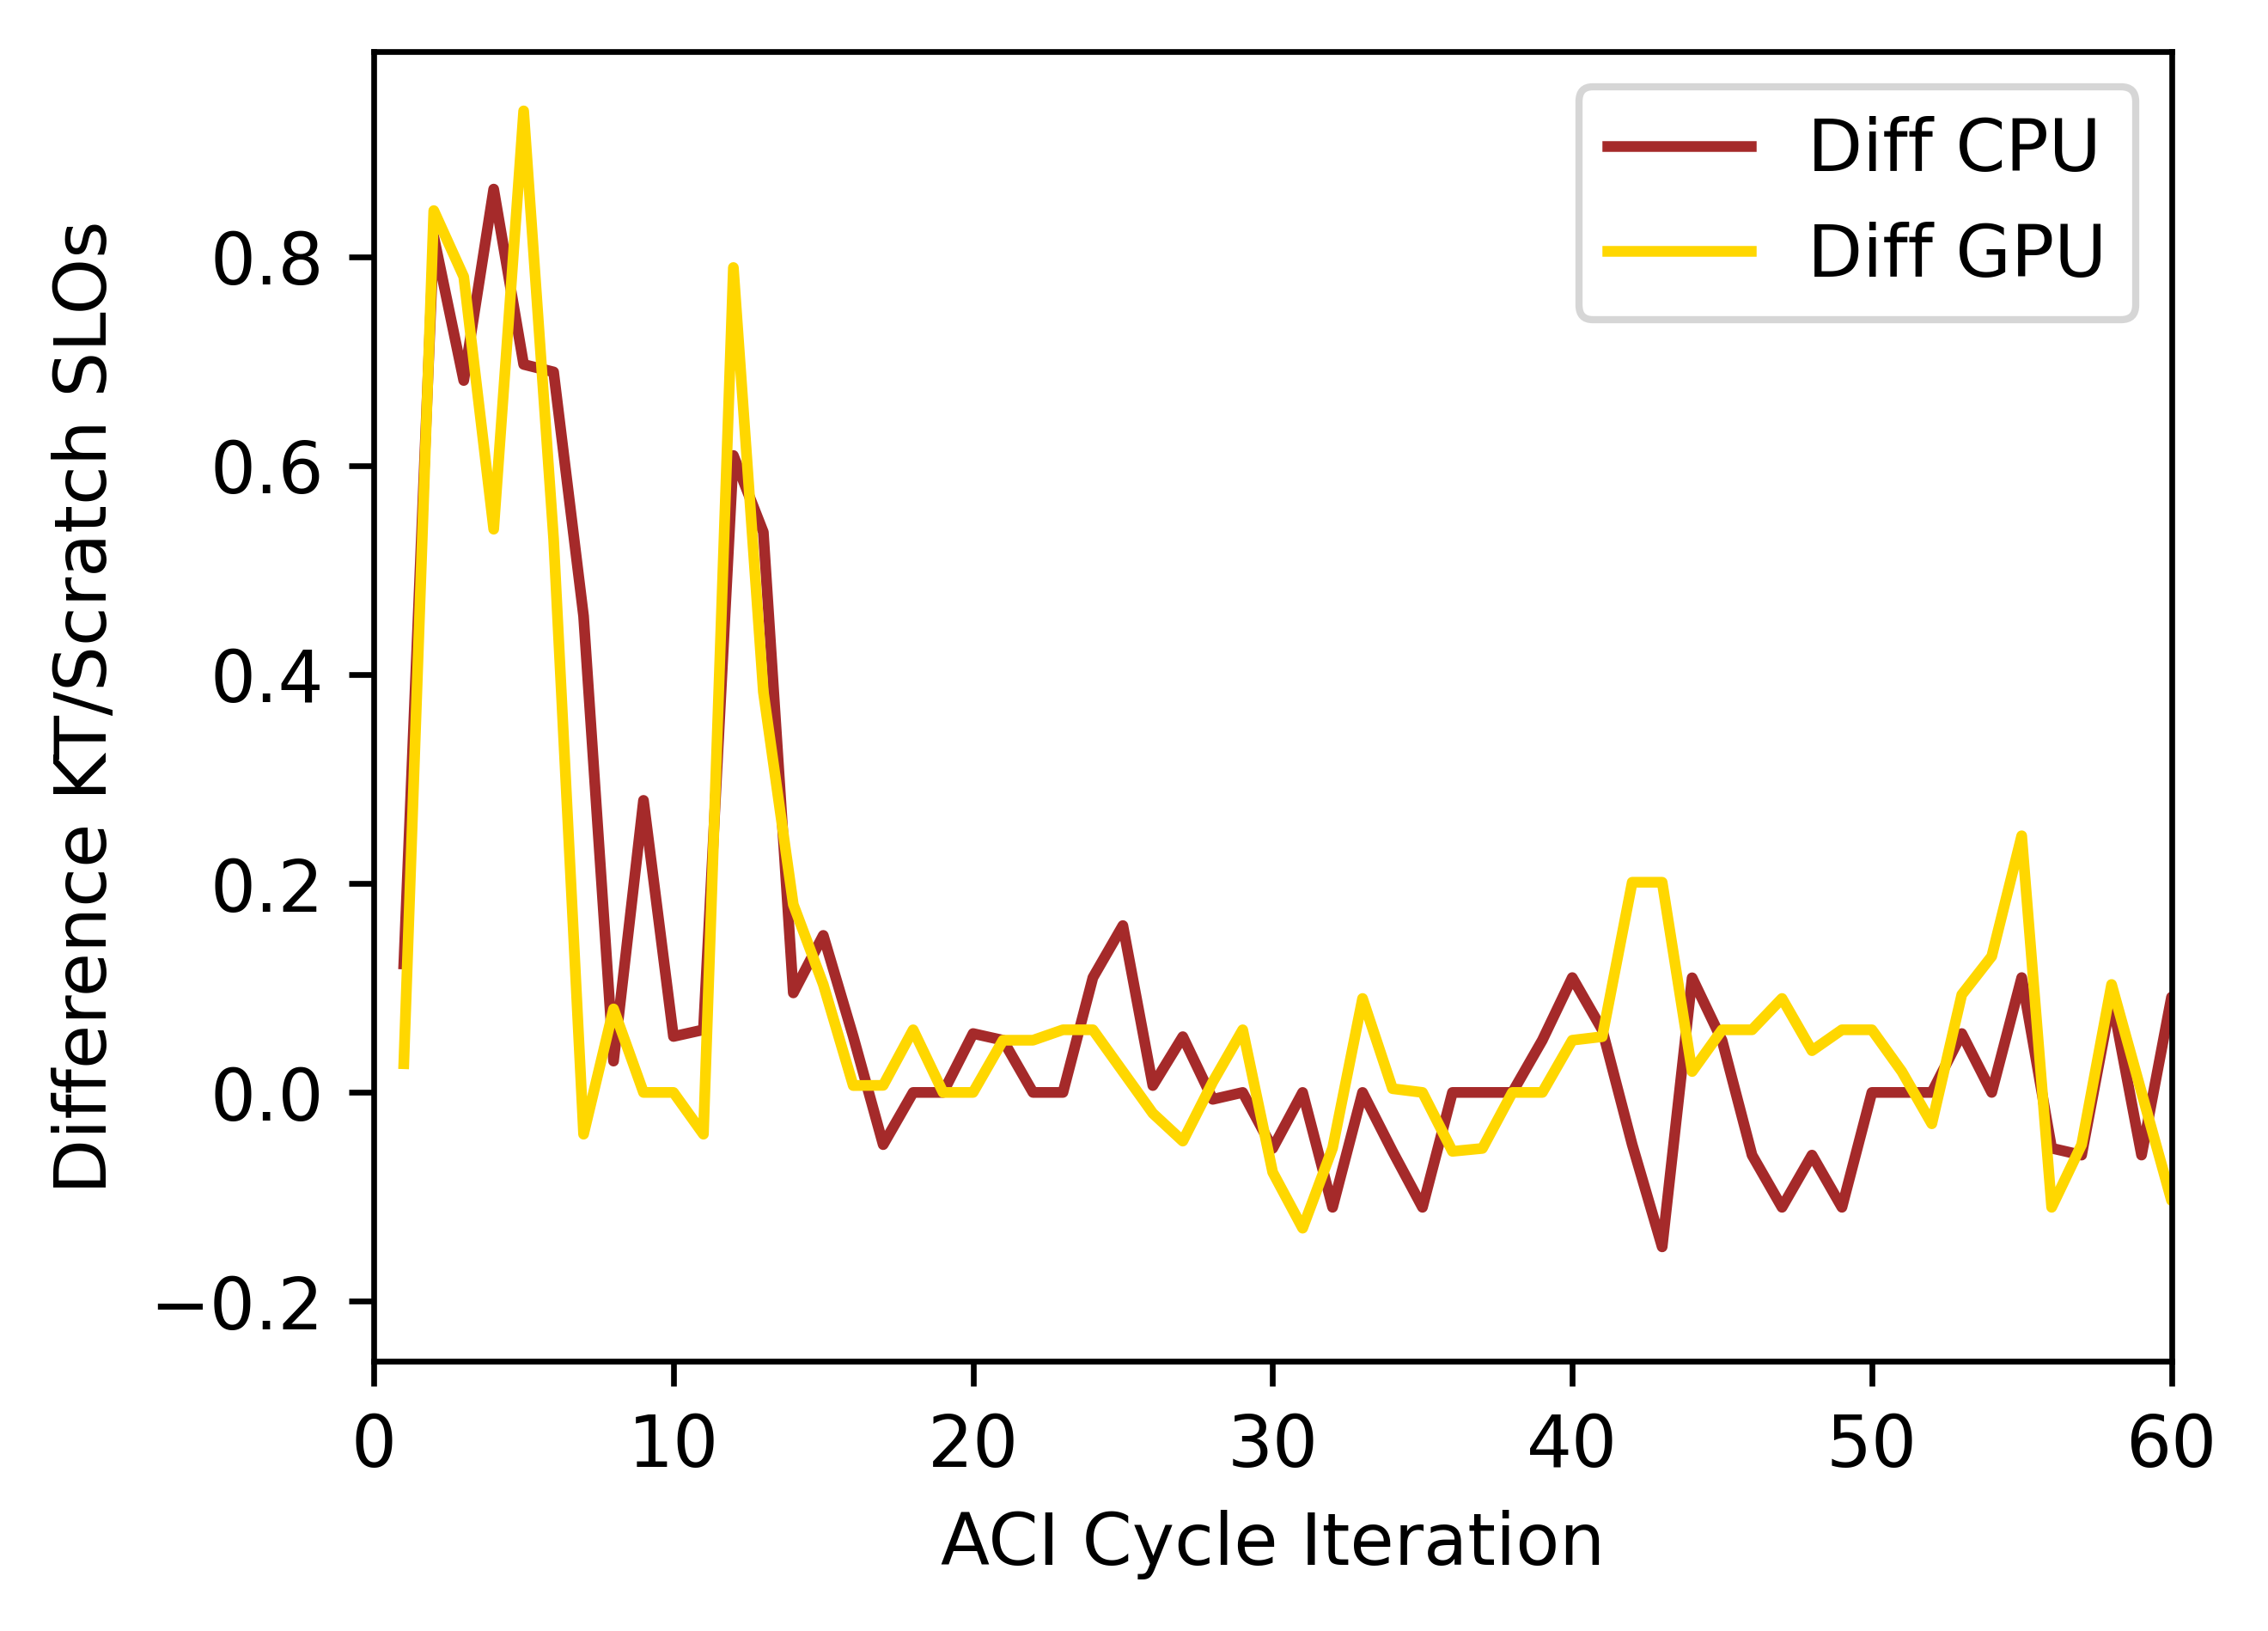 Diff CPU
Diff GPU
Difference KT/Scratch SLOs
0.8
0.6
0.4
0.2
0.0
−0.2
0 10 20 30 40 50 60
ACI Cycle Iteration